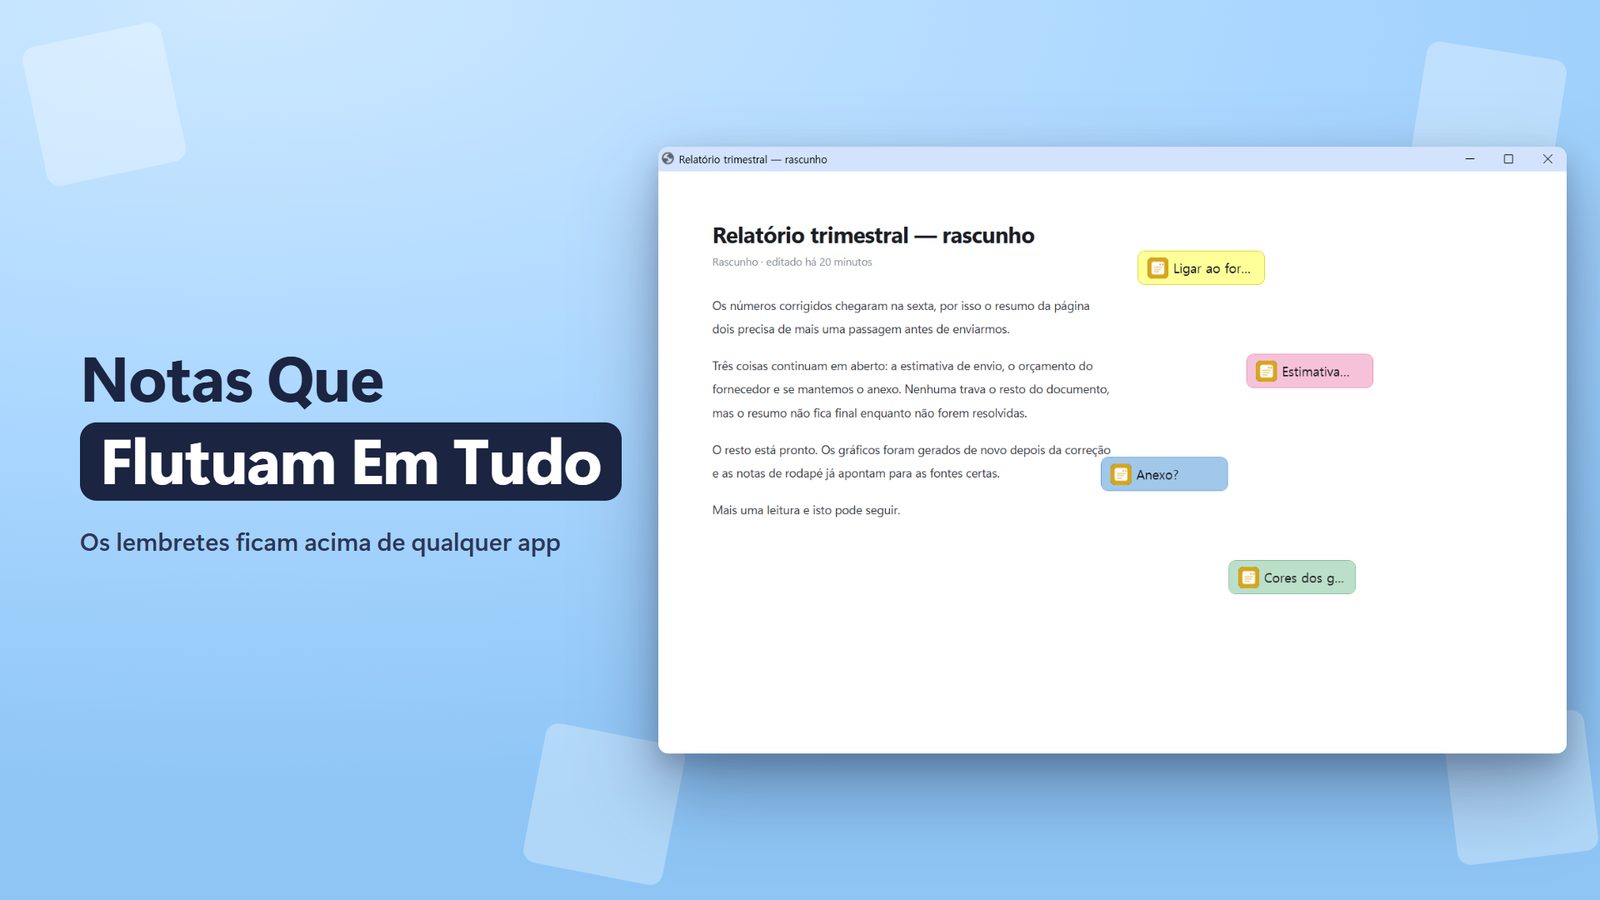 Notas Que
Flutuam Em Tudo
Os lembretes ficam acima de qualquer app
Relatório trimestral — rascunho
Relatório trimestral — rascunho
Rascunho · editado há 20 minutos
Os números corrigidos chegaram na sexta, por isso o resumo da página
dois precisa de mais uma passagem antes de enviarmos.
Três coisas continuam em aberto: a estimativa de envio, o orçamento do
fornecedor e se mantemos o anexo. Nenhuma trava o resto do documento,
mas o resumo não fica final enquanto não forem resolvidas.
O resto está pronto. Os gráficos foram gerados de novo depois da correção
e as notas de rodapé já apontam para as fontes certas.
Mais uma leitura e isto pode seguir.
Ligar ao for...
Estimativa...
Anexo?
Cores dos g...